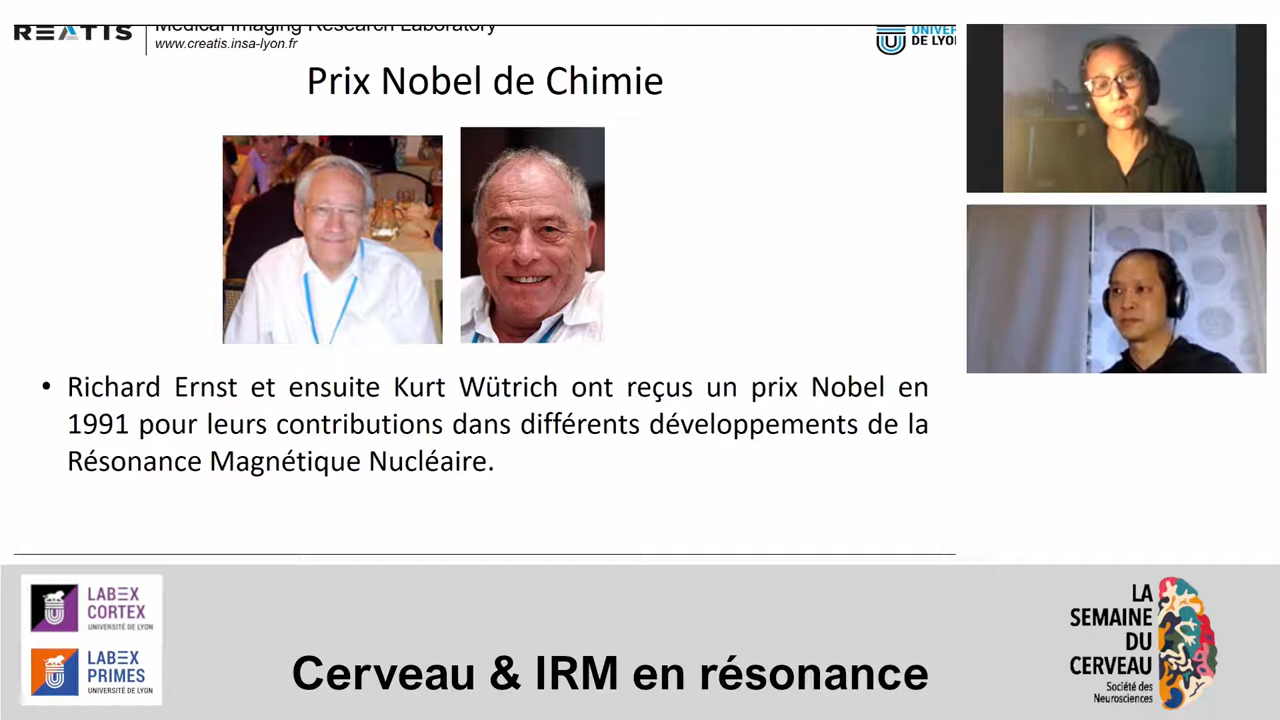 REATIS
Medical Imaging Research Laboratory
www.creatis.insa-lyon.fr
UNIVER
DE LYO
Prix Nobel de Chimie
• Richard Ernst et ensuite Kurt Wütrich ont reçus un prix Nobel en
1991 pour leurs contributions dans différents développements de la
Résonance Magnétique Nucléaire.
LABEX
CORTEX
UNIVERSITÉ DE LYON
LABEX
PRIMES
UNIVERSITÉ DE LYON
Cerveau & IRM en résonance
LA
SEMAINE
DU
CERVEAU
Société des
Neurosciences